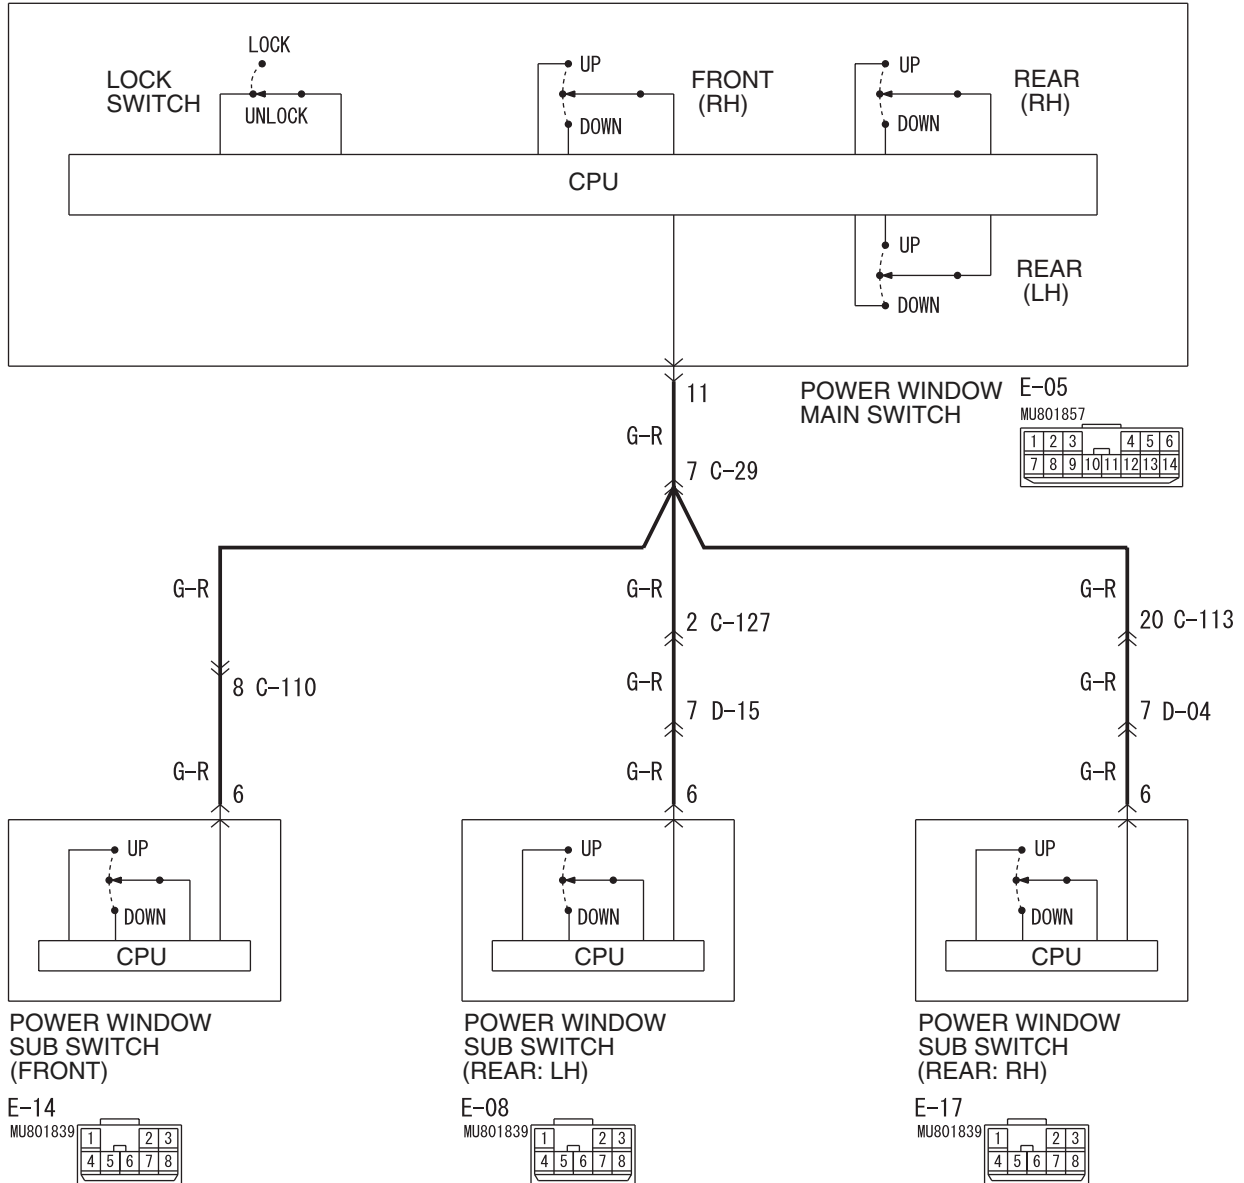 LOCK
LOCK
SWITCH
UNLOCK
UP
DOWN
FRONT
(RH)
UP
DOWN
REAR
(RH)
CPU
UP
DOWN
REAR
(LH)
11
POWER WINDOW
MAIN SWITCH
E-05
MU801857
1 2 3 4 5 6
7 8 9 10 11 12 13 14
G-R
7 C-29
G-R
G-R
G-R
2 C-127
20 C-113
8 C-110
G-R
7 D-15
G-R
7 D-04
G-R
6
G-R
6
G-R
6
UP
DOWN
CPU
UP
DOWN
CPU
UP
DOWN
CPU
POWER WINDOW
SUB SWITCH
(FRONT)
E-14
MU801839
1 2 3
4 5 6 7 8
POWER WINDOW
SUB SWITCH
(REAR: LH)
E-08
MU801839
1 2 3
4 5 6 7 8
POWER WINDOW
SUB SWITCH
(REAR: RH)
E-17
MU801839
1 2 3
4 5 6 7 8